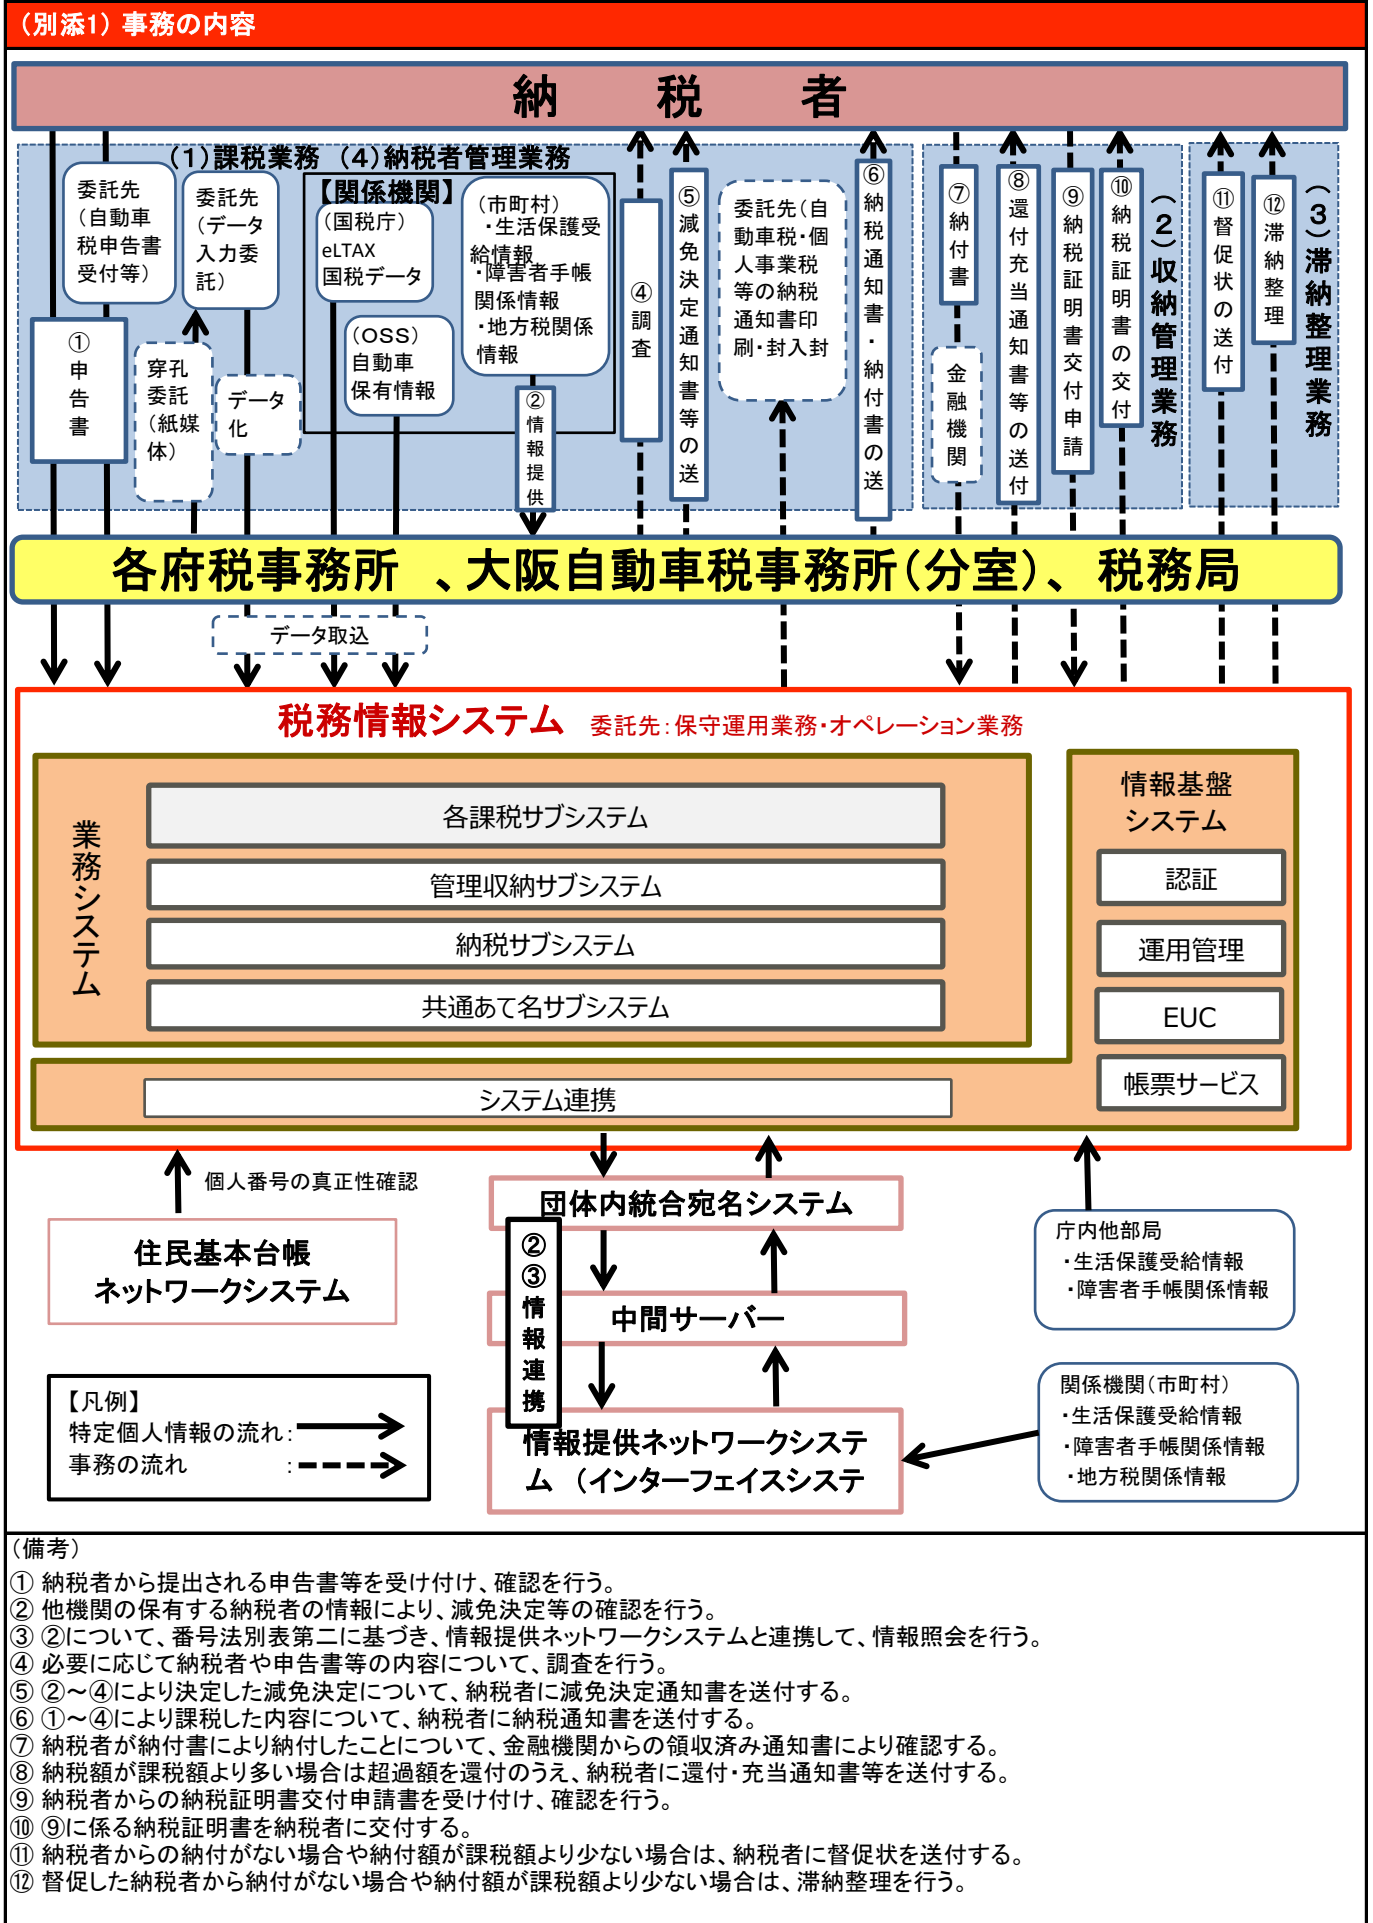 （別添1）事務の内容
納　税　者
（1）課税業務　（4）納税者管理業務
委託先
（自動車
税申告書
受付等）
委託先
（データ
入力委
託）
【関係機関】
（国税庁）
eLTAX
国税データ
（OSS）
自動車
保有情報
（市町村）
・生活保護受
給情報
・障害者手帳
関係情報
・地方税関係
情報
①申告書
穿孔
委託
（紙媒
体）
データ
化
②情報提供
④調査
⑤減免決定通知書等の送
委託先（自
動車税・個
人事業税
等の納税
通知書印
刷・封入封
⑥納税通知書・納付書の送
⑦納付書
金融機関
⑧還付充当通知書等の送付
⑨納税証明書交付申請
⑩納税証明書の交付
（2）収納管理業務
⑪督促状の送付
⑫滞納整理
（3）滞納整理業務
各府税事務所　、大阪自動車税事務所（分室）、税務局
データ取込
税務情報システム　委託先：保守運用業務・オペレーション業務
業務システム
各課税サブシステム
管理収納サブシステム
納税サブシステム
共通あて名サブシステム
情報基盤
システム
認証
運用管理
EUC
帳票サービス
システム連携
個人番号の真正性確認
住民基本台帳
ネットワークシステム
団体内統合宛名システム
②③情報連携
中間サーバー
情報提供ネットワークシステ
ム　（インターフェイスシステ
庁内他部局
・生活保護受給情報
・障害者手帳関係情報
関係機関（市町村）
・生活保護受給情報
・障害者手帳関係情報
・地方税関係情報
【凡例】
特定個人情報の流れ：
事務の流れ　　　　：
（備考）
① 納税者から提出される申告書等を受け付け、確認を行う。
② 他機関の保有する納税者の情報により、減免決定等の確認を行う。
③ ②について、番号法別表第二に基づき、情報提供ネットワークシステムと連携して、情報照会を行う。
④ 必要に応じて納税者や申告書等の内容について、調査を行う。
⑤ ②～④により決定した減免決定について、納税者に減免決定通知書を送付する。
⑥ ①～④により課税した内容について、納税者に納税通知書を送付する。
⑦ 納税者が納付書により納付したことについて、金融機関からの領収済み通知書により確認する。
⑧ 納税額が課税額より多い場合は超過額を還付のうえ、納税者に還付・充当通知書等を送付する。
⑨ 納税者からの納税証明書交付申請書を受け付け、確認を行う。
⑩ ⑨に係る納税証明書を納税者に交付する。
⑪ 納税者からの納付がない場合や納付額が課税額より少ない場合は、納税者に督促状を送付する。
⑫ 督促した納税者から納付がない場合や納付額が課税額より少ない場合は、滞納整理を行う。